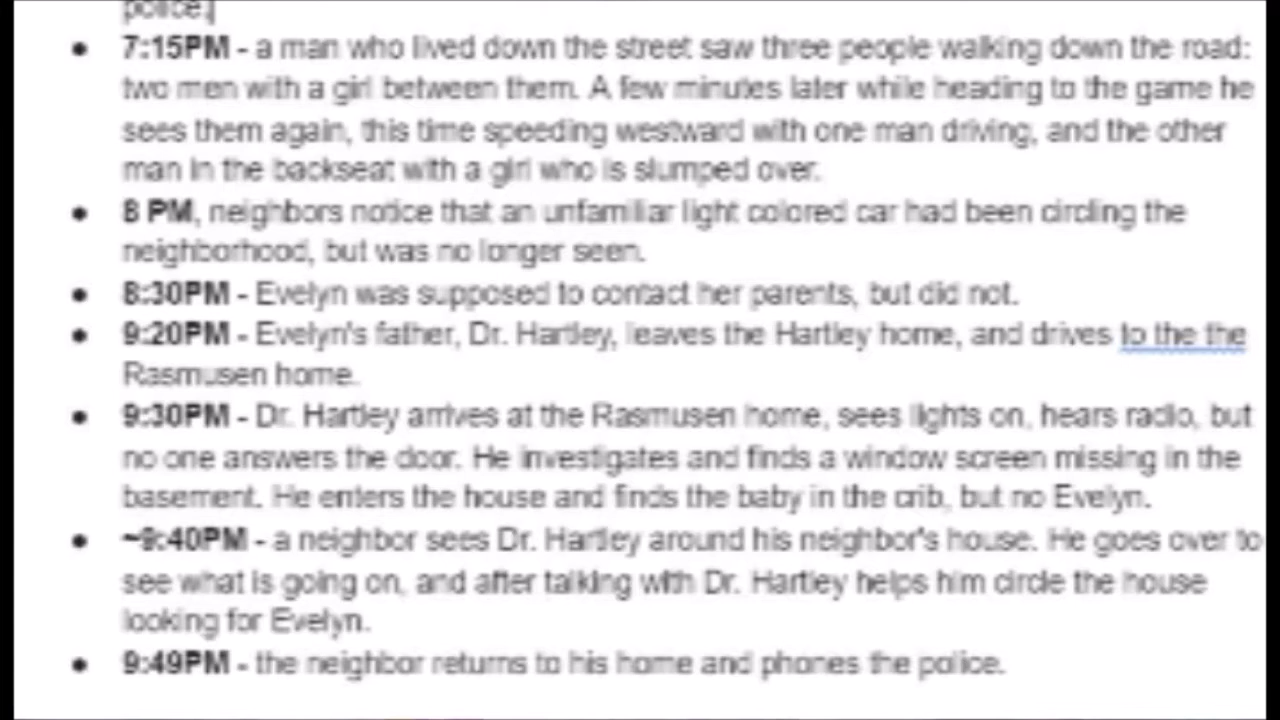 police.]
7:15PM - a man who lived down the street saw three people walking down the road:
two men with a girl between them. A few minutes later while heading to the game he
sees them again, this time speeding westward with one man driving, and the other
man in the backseat with a girl who is slumped over.
8 PM, neighbors notice that an unfamiliar light colored car had been circling the
neighborhood, but was no longer seen.
8:30PM - Evelyn was supposed to contact her parents, but did not.
9:20PM - Evelyn's father, Dr. Hartley, leaves the Hartley home, and drives to the the
Rasmusen home.
9:30PM - Dr. Hartley arrives at the Rasmusen home, sees lights on, hears radio, but
no one answers the door. He investigates and finds a window screen missing in the
basement. He enters the house and finds the baby in the crib, but no Evelyn.
~9:40PM - a neighbor sees Dr. Hartley around his neighbor's house. He goes over to
see what is going on, and after talking with Dr. Hartley helps him circle the house
looking for Evelyn.
9:49PM - the neighbor returns to his home and phones the police.